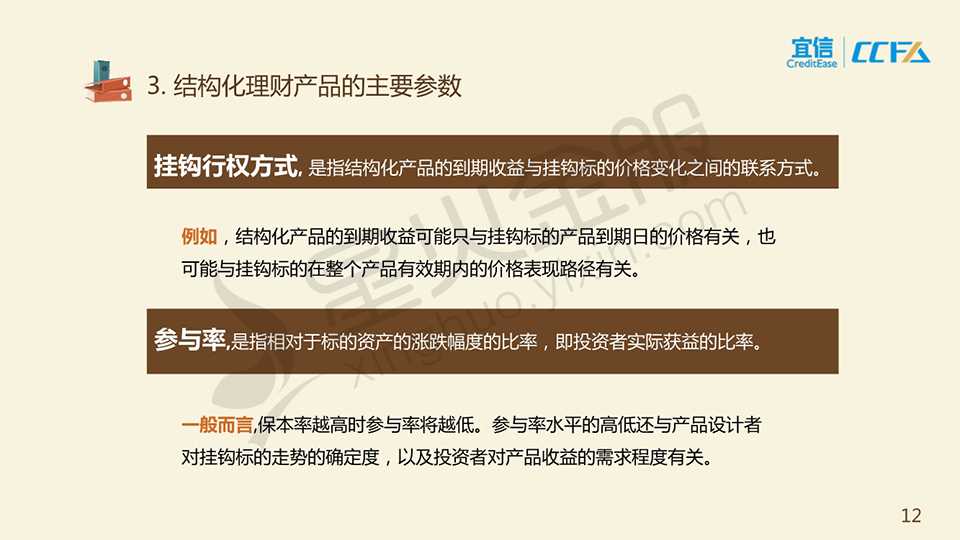 宜信
CreditEase
CCFA
3. 结构化理财产品的主要参数
挂钩行权方式, 是指结构化产品的到期收益与挂钩标的价格变化之间的联系方式。
例如，结构化产品的到期收益可能只与挂钩标的产品到期日的价格有关，也
可能与挂钩标的在整个产品有效期内的价格表现路径有关。
参与率,是指相对于标的资产的涨跌幅度的比率，即投资者实际获益的比率。
一般而言,保本率越高时参与率将越低。参与率水平的高低还与产品设计者
对挂钩标的走势的确定度，以及投资者对产品收益的需求程度有关。
星火金服
xinghuo.yixin.com
12